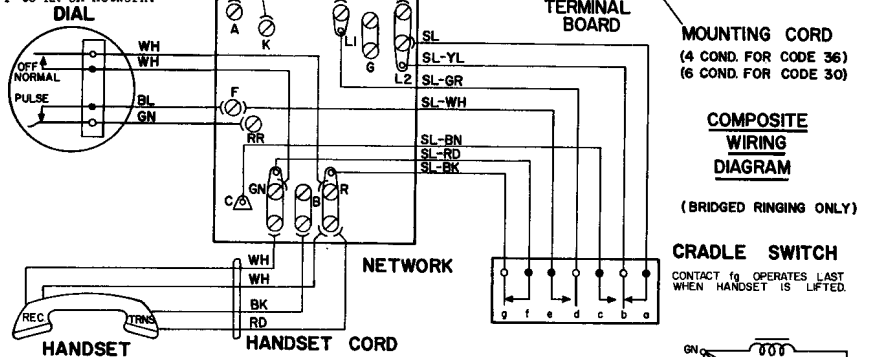 DIAL
TERMINAL
BOARD
A
K
L1
G
L2
SL
SL-YL
SL-GR
SL-WH
SL-BN
SL-RD
SL-BK
MOUNTING CORD
(4 COND. FOR CODE 36)
(6 COND. FOR CODE 30)
WH
WH
OFF
NORMAL
PULSE
BL
GN
F
RR
C
GN
B
R
COMPOSITE
WIRING
DIAGRAM
(BRIDGED RINGING ONLY)
NETWORK
CRADLE SWITCH
CONTACT fg OPERATES LAST
WHEN HANDSET IS LIFTED.
g f e d c b a
WH
WH
BK
RD
REC.
TRNS
HANDSET
HANDSET CORD
GN